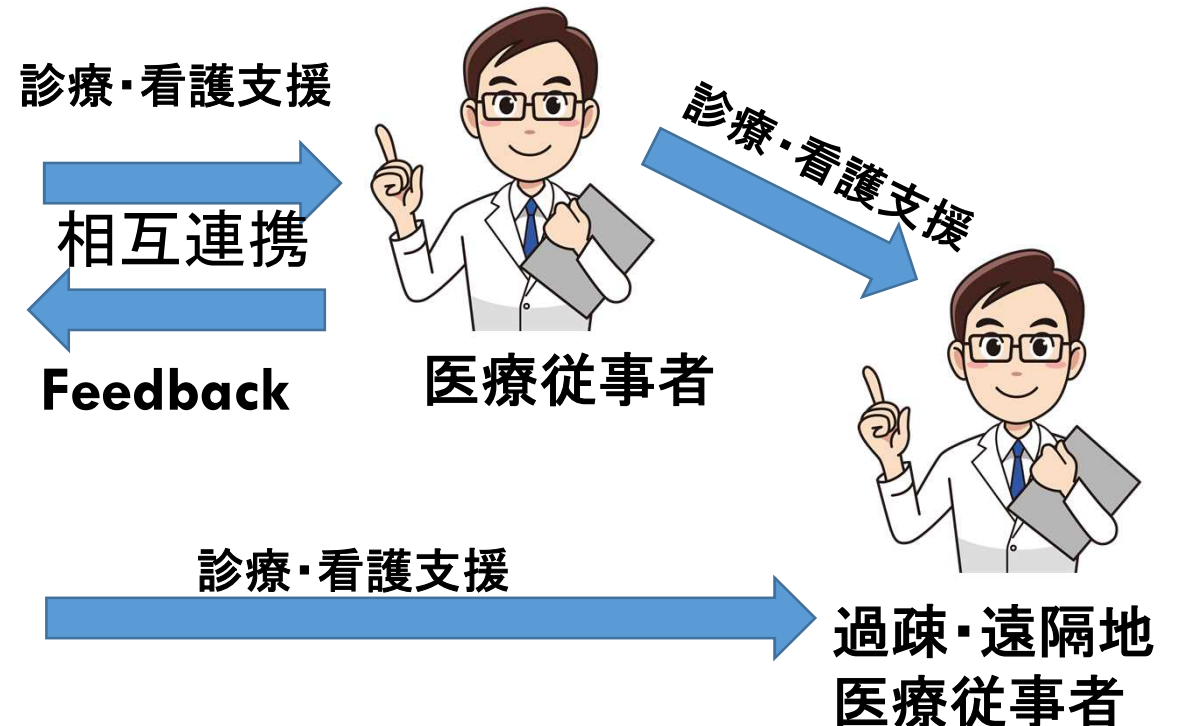 診療・看護支援
診療・看護支援
相互連携
Feedback
医療従事者
診療・看護支援
過疎・遠隔地
医療従事者